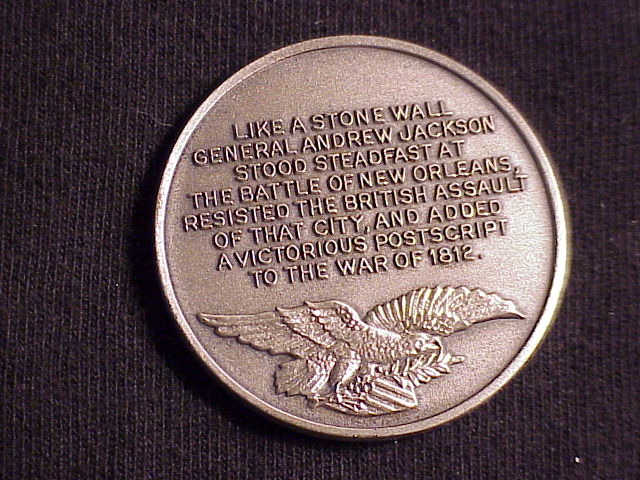 LIKE A STONE WALL
GENERAL ANDREW JACKSON
STOOD STEADFAST AT
THE BATTLE OF NEW ORLEANS,
RESISTED THE BRITISH ASSAULT
OF THAT CITY, AND ADDED
A VICTORIOUS POSTSCRIPT
TO THE WAR OF 1812.